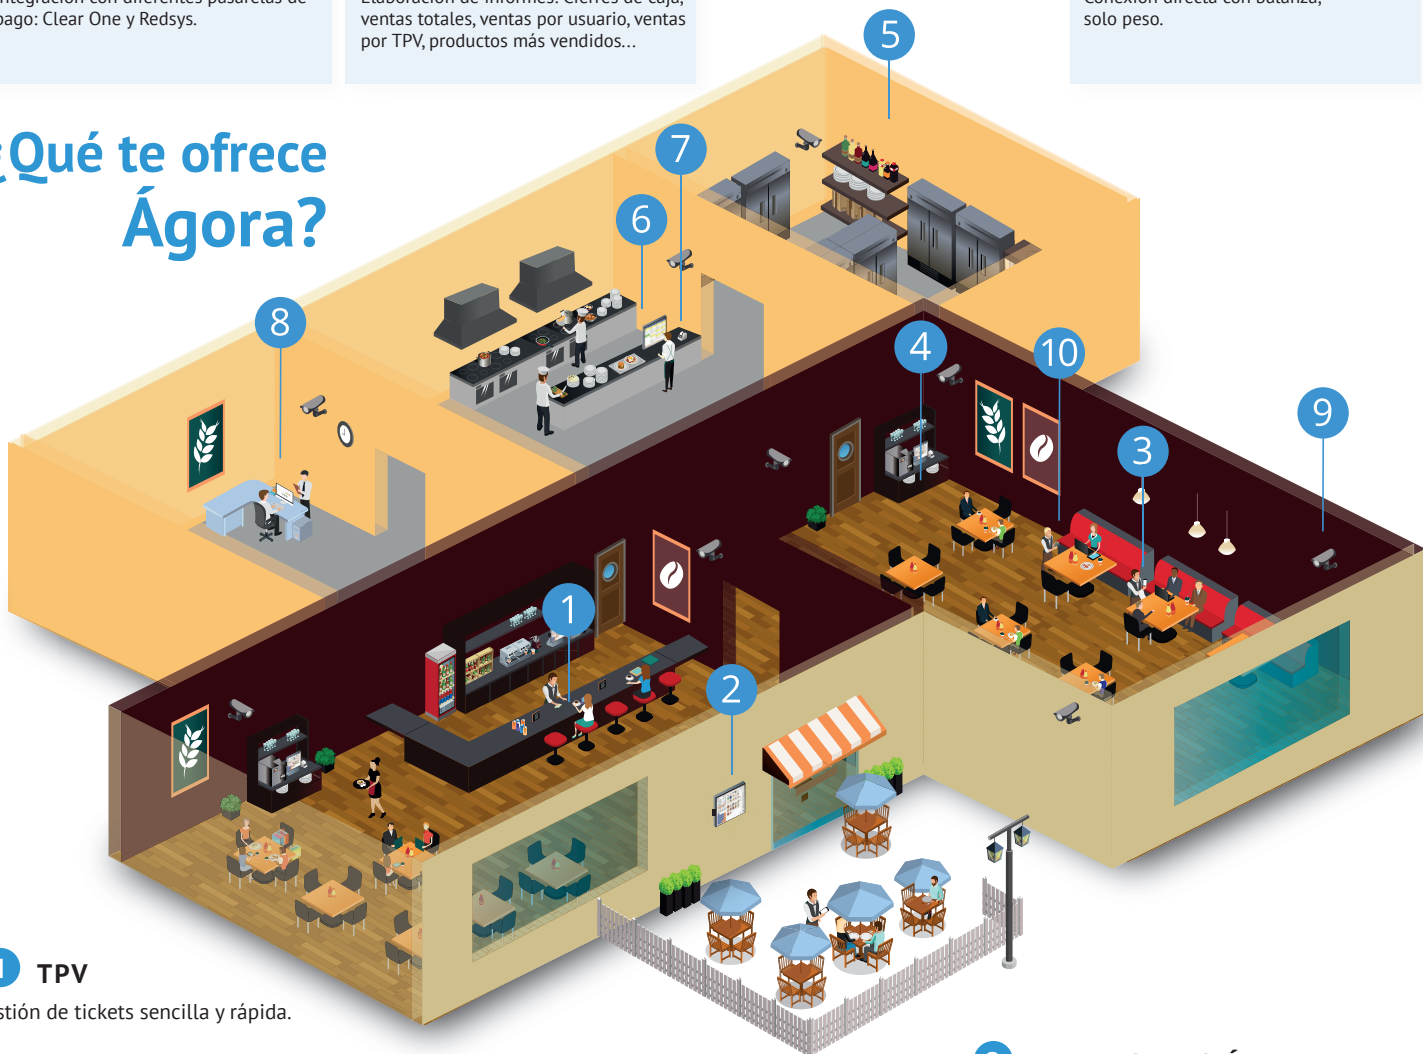 pago: Clear One y Redsys.
ventas totales, ventas por usuario, ventas
por TPV, productos más vendidos...
solo peso.
¿Qué te ofrece
Ágora?
5
7
6
8
4
10
9
3
1
2
1 TPV
stión de tickets sencilla y rápida.